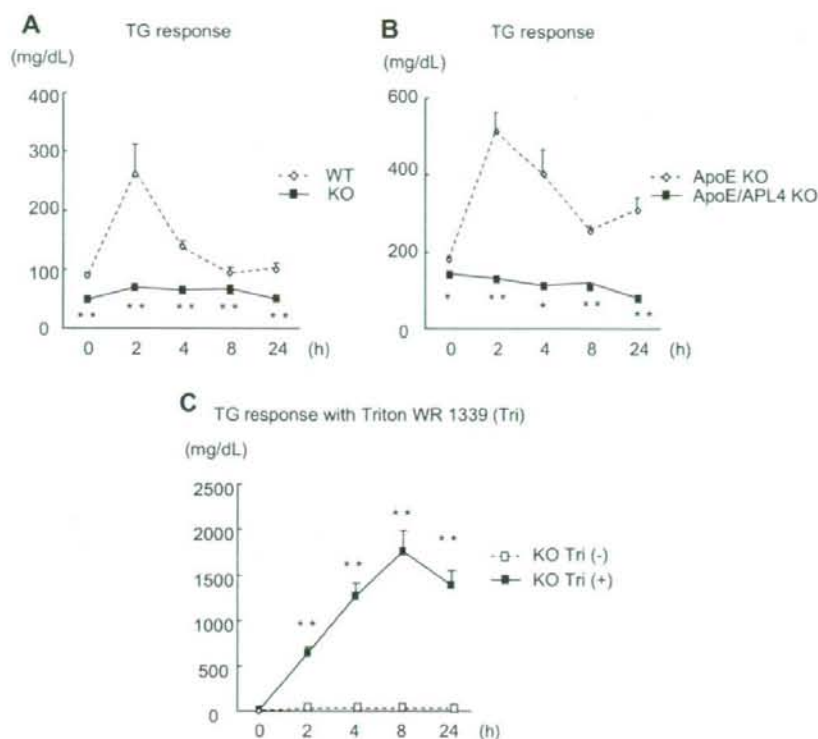 A
TG response
(mg/dL)
400
300
200
100
0
0 2 4 8 24 (h)
WT
KO
** ** ** ** **
B
TG response
(mg/dL)
600
400
200
0
0 2 4 8 24 (h)
ApoE KO
ApoE/APL4 KO
* ** * ** **
C
TG response with Triton WR 1339 (Tri)
(mg/dL)
2500
2000
1500
1000
500
0
0 2 4 8 24 (h)
** ** ** **
KO Tri (-)
KO Tri (+)